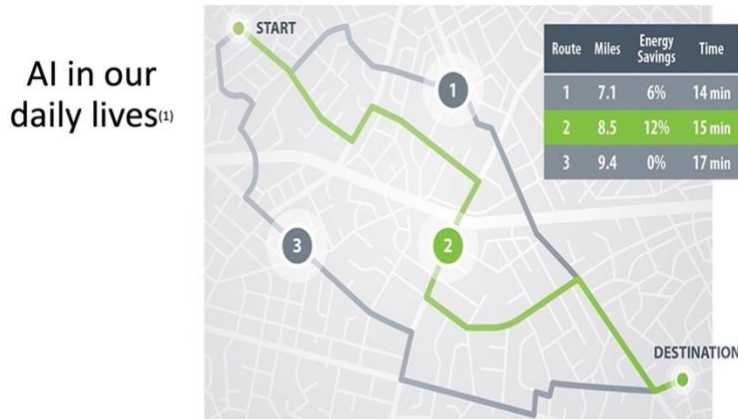 AI in our
daily lives(1)
START
1
2
3
DESTINATION
Route Miles Energy Savings Time
1 7.1 6% 14 min
2 8.5 12% 15 min
3 9.4 0% 17 min